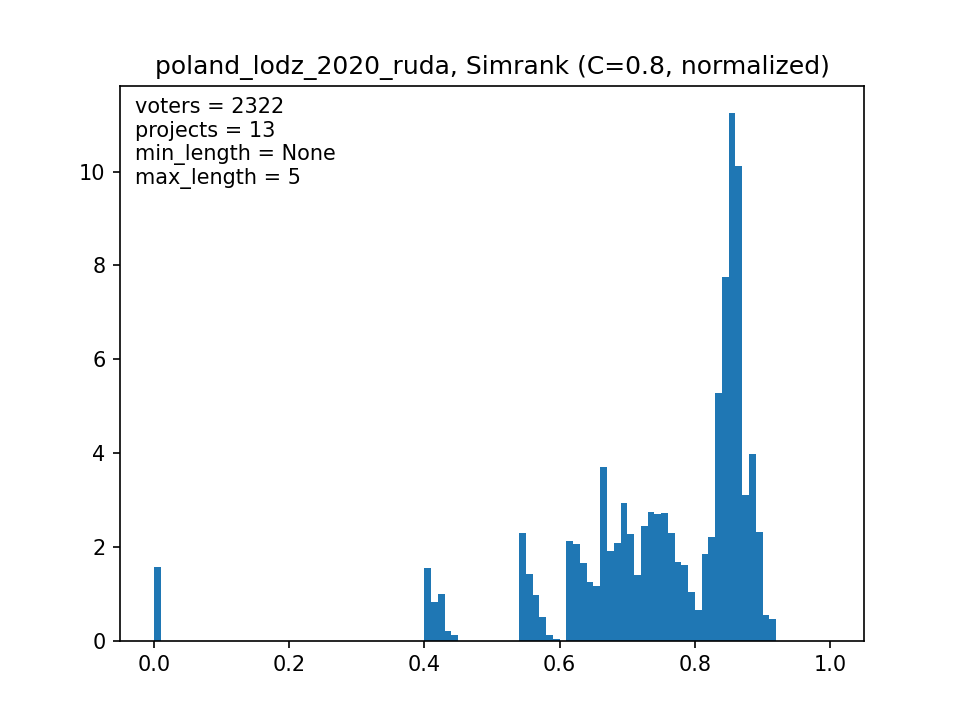 poland_lodz_2020_ruda, Simrank (C=0.8, normalized)
voters = 2322
projects = 13
min_length = None
max_length = 5
10
8
6
4
2
0
0.0 0.2 0.4 0.6 0.8 1.0